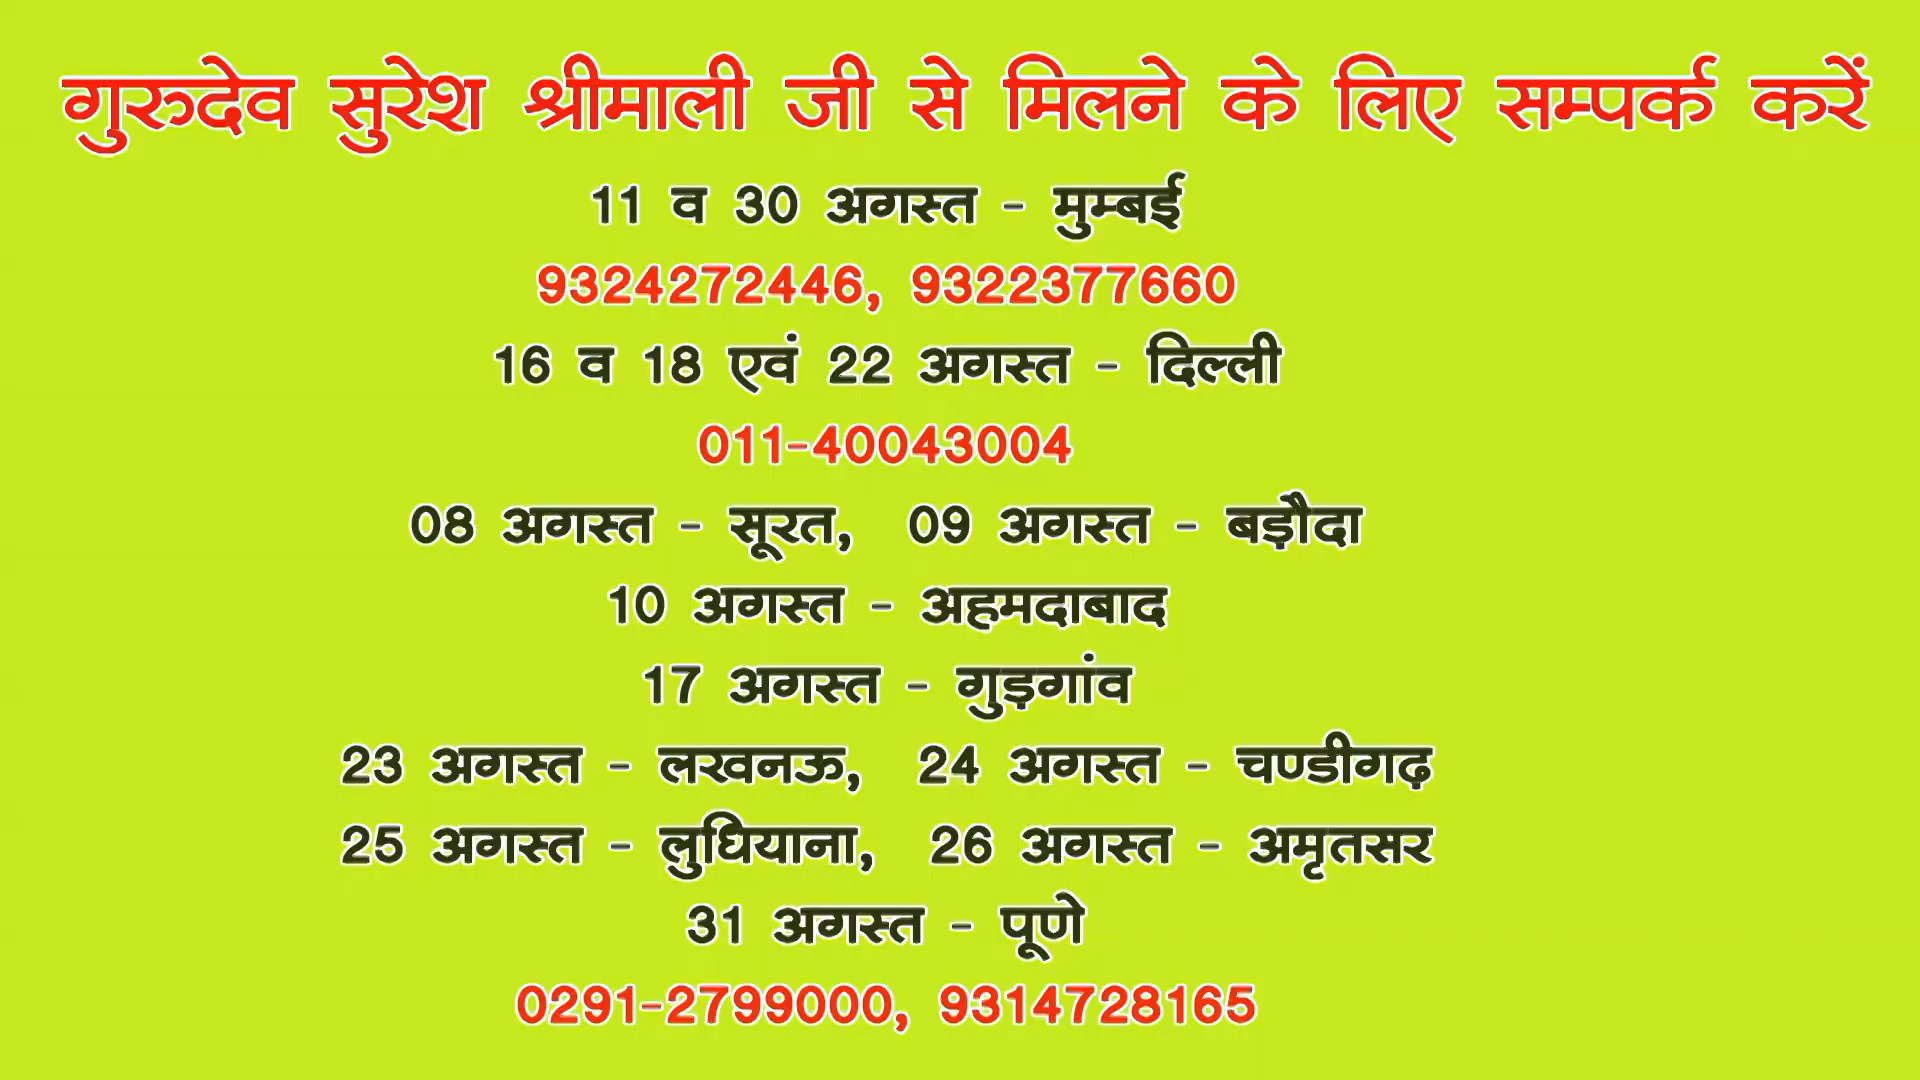 गुरुदेव सुरेश श्रीमाली जी से मिलने के लिए सम्पर्क करें
11 व 30 अगस्त - मुम्बई
9324272446, 9322377660
16 व 18 एवं 22 अगस्त - दिल्ली
011-40043004
08 अगस्त - सूरत, 09 अगस्त - बड़ौदा
10 अगस्त - अहमदाबाद
17 अगस्त - गुड़गांव
23 अगस्त - लखनऊ, 24 अगस्त - चण्डीगढ़
25 अगस्त - लुधियाना, 26 अगस्त - अमृतसर
31 अगस्त - पूणे
0291-2799000, 9314728165